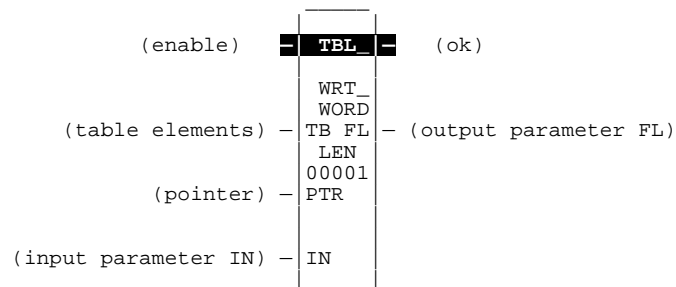 (enable) TBL_ (ok)
WRT_
WORD
(table elements) TB FL (output parameter FL)
LEN
00001
(pointer) PTR
(input parameter IN) IN